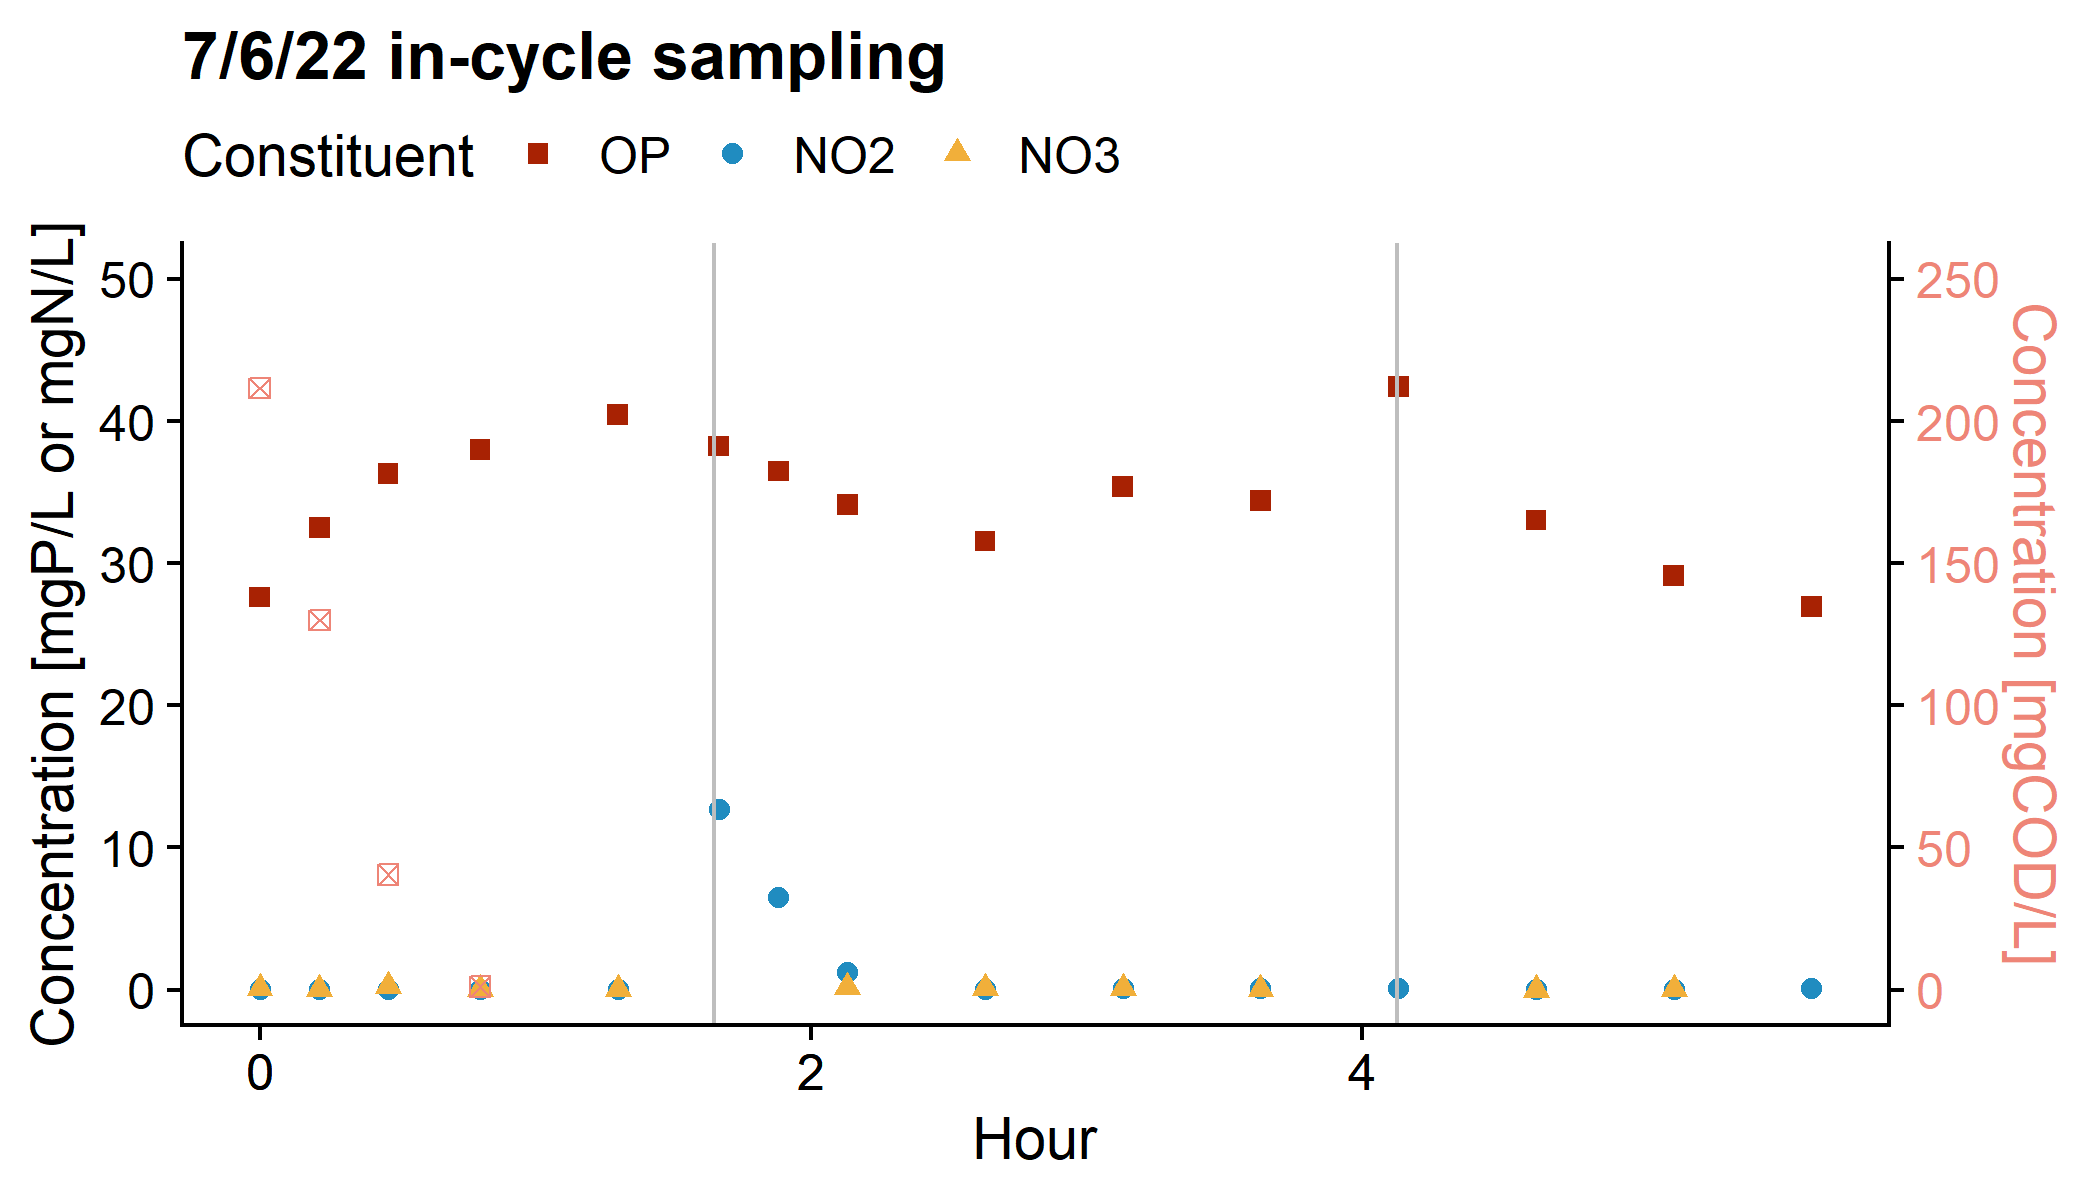 7/6/22 in-cycle sampling
Constituent OP NO2 NO3
Concentration [mgP/L or mgN/L]
50
40
30
20
10
0
250
200
150
100
50
0
Concentration [mgCOD/L]
0 2 4
Hour